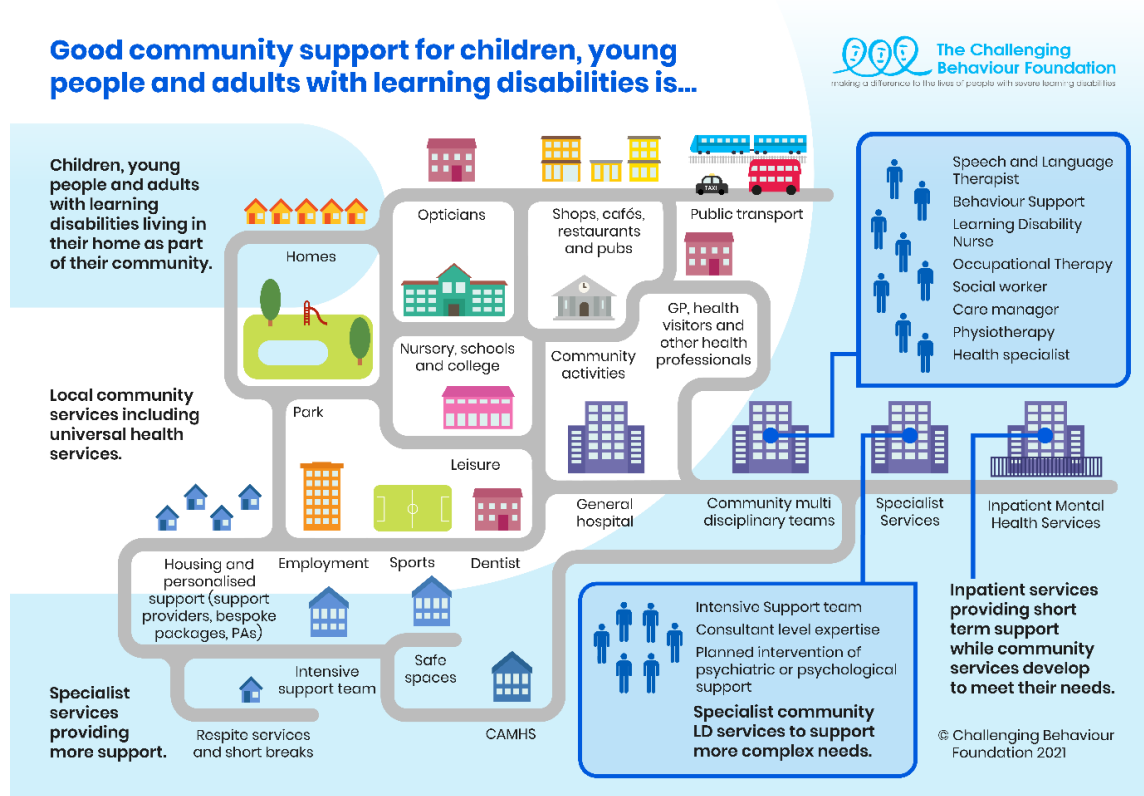 Good community support for children, young
people and adults with learning disabilities is...
The Challenging
Behaviour Foundation
making a difference to the lives of people with severe learning disabilities
Children, young
people and adults
with learning
disabilities living in
their home as part
of their community.
Homes
Opticians
Shops, cafés,
restaurants
and pubs
TAXI
Public transport
Speech and Language
Therapist
Behaviour Support
Learning Disability
Nurse
Occupational Therapy
Social worker
Care manager
Physiotherapy
Health specialist
GP, health
visitors and
other health
professionals
Nursery, schools
and college
Community
activities
Local community
services including
universal health
services.
Park
Leisure
General
hospital
Community multi
disciplinary teams
Specialist
Services
Inpatient Mental
Health Services
Housing and
personalised
support (support
providers, bespoke
packages, PAs)
Employment
Sports
Dentist
Inpatient services
providing short
term support
while community
services develop
to meet their needs.
Intensive Support team
Consultant level expertise
Planned intervention of
psychiatric or psychological
support
Specialist community
LD services to support
more complex needs.
Specialist
services
providing
more support.
Intensive
support team
Safe
spaces
Respite services
and short breaks
CAMHS
© Challenging Behaviour
Foundation 2021